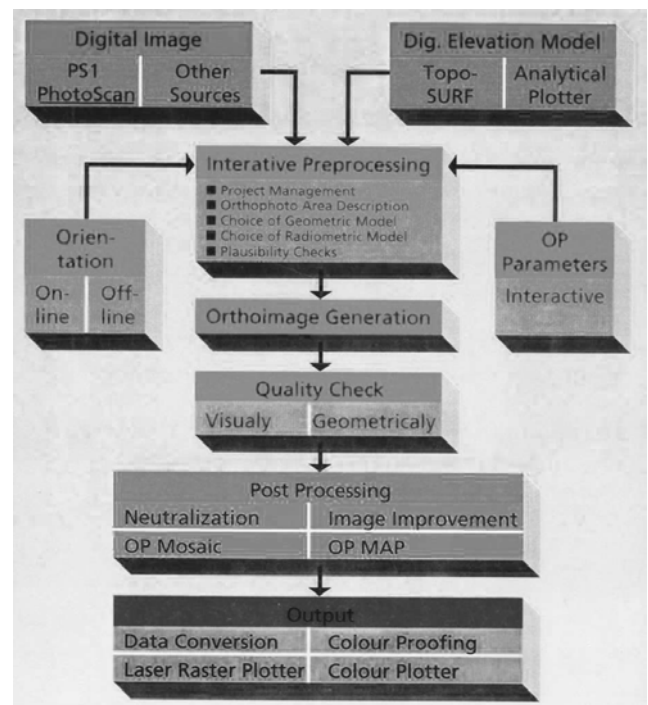 Digital Image
PS1
PhotoScan
Other
Sources
Dig. Elevation Model
Topo-
SURF
Analytical
Plotter
Interative Preprocessing
■ Project Management
■ Orthophoto Area Description
■ Choice of Geometric Model
■ Choice of Radiometric Model
■ Plausibility Checks
Orien-
tation
On-
line
Off-
line
OP
Parameters
Interactive
Orthoimage Generation
Quality Check
Visualy
Geometricaly
Post Processing
Neutralization
Image Improvement
OP Mosaic
OP MAP
Output
Data Conversion
Colour Proofing
Laser Raster Plotter
Colour Plotter